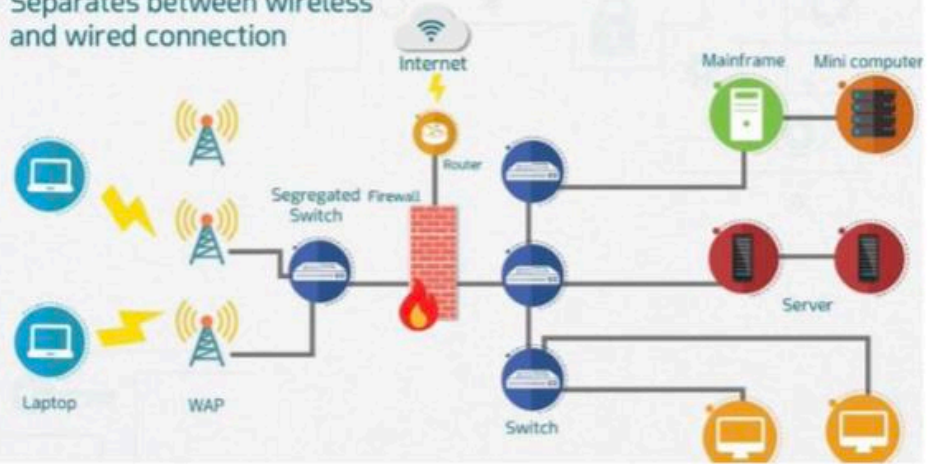 Separates between wireless
and wired connection
Internet
Router
Segregated
Switch
Firewall
Mainframe
Mini computer
Server
Laptop
WAP
Switch